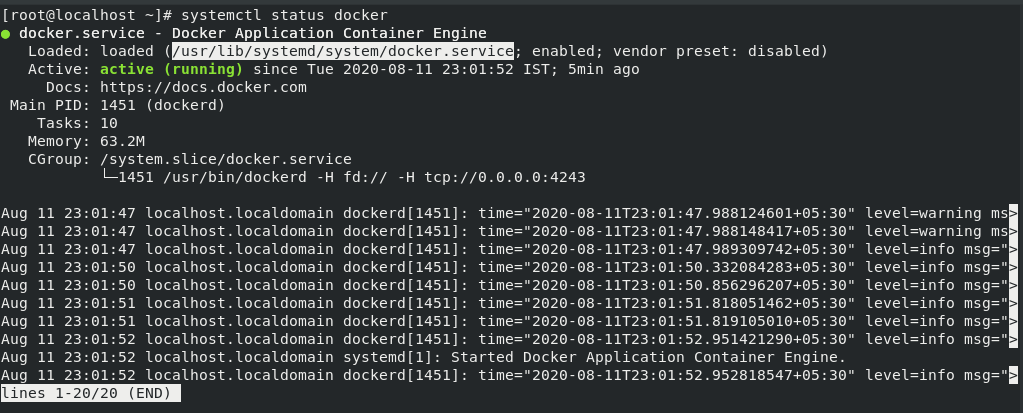 [root@localhost ~]# systemctl status docker
● docker.service - Docker Application Container Engine
   Loaded: loaded (/usr/lib/systemd/system/docker.service; enabled; vendor preset: disabled)
   Active: active (running) since Tue 2020-08-11 23:01:52 IST; 5min ago
     Docs: https://docs.docker.com
 Main PID: 1451 (dockerd)
    Tasks: 10
   Memory: 63.2M
   CGroup: /system.slice/docker.service
           └─1451 /usr/bin/dockerd -H fd:// -H tcp://0.0.0.0:4243
Aug 11 23:01:47 localhost.localdomain dockerd[1451]: time="2020-08-11T23:01:47.988124601+05:30" level=warning ms>
Aug 11 23:01:47 localhost.localdomain dockerd[1451]: time="2020-08-11T23:01:47.988148417+05:30" level=warning ms>
Aug 11 23:01:47 localhost.localdomain dockerd[1451]: time="2020-08-11T23:01:47.989309742+05:30" level=info msg=">
Aug 11 23:01:50 localhost.localdomain dockerd[1451]: time="2020-08-11T23:01:50.332084283+05:30" level=info msg=">
Aug 11 23:01:50 localhost.localdomain dockerd[1451]: time="2020-08-11T23:01:50.856296207+05:30" level=info msg=">
Aug 11 23:01:51 localhost.localdomain dockerd[1451]: time="2020-08-11T23:01:51.818051462+05:30" level=info msg=">
Aug 11 23:01:51 localhost.localdomain dockerd[1451]: time="2020-08-11T23:01:51.819105010+05:30" level=info msg=">
Aug 11 23:01:52 localhost.localdomain dockerd[1451]: time="2020-08-11T23:01:52.951421290+05:30" level=info msg=">
Aug 11 23:01:52 localhost.localdomain systemd[1]: Started Docker Application Container Engine.
Aug 11 23:01:52 localhost.localdomain dockerd[1451]: time="2020-08-11T23:01:52.952818547+05:30" level=info msg=">
lines 1-20/20 (END)